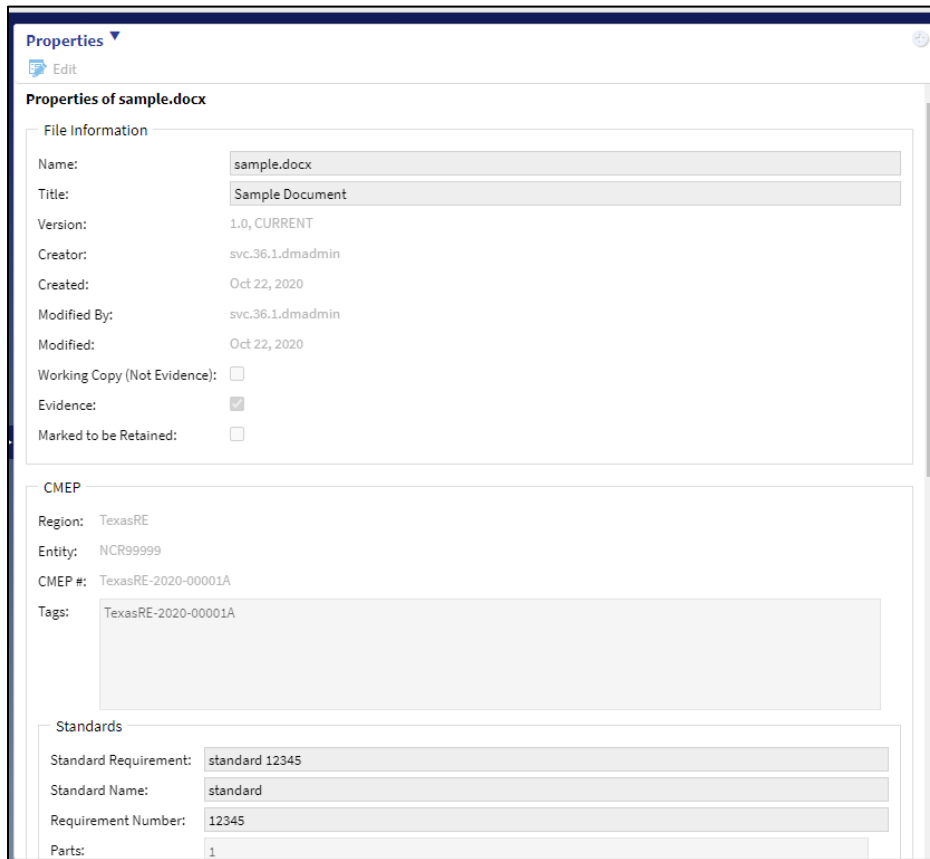 Properties ▼
Edit
Properties of sample.docx
File Information
Name: sample.docx
Title: Sample Document
Version: 1.0, CURRENT
Creator: svc.36.1.dmadmin
Created: Oct 22, 2020
Modified By: svc.36.1.dmadmin
Modified: Oct 22, 2020
Working Copy (Not Evidence):
Evidence:
Marked to be Retained:
CMEP
Region: TexasRE
Entity: NCR99999
CMEP #: TexasRE-2020-00001A
Tags: TexasRE-2020-00001A
Standards
Standard Requirement: standard 12345
Standard Name: standard
Requirement Number: 12345
Parts: 1